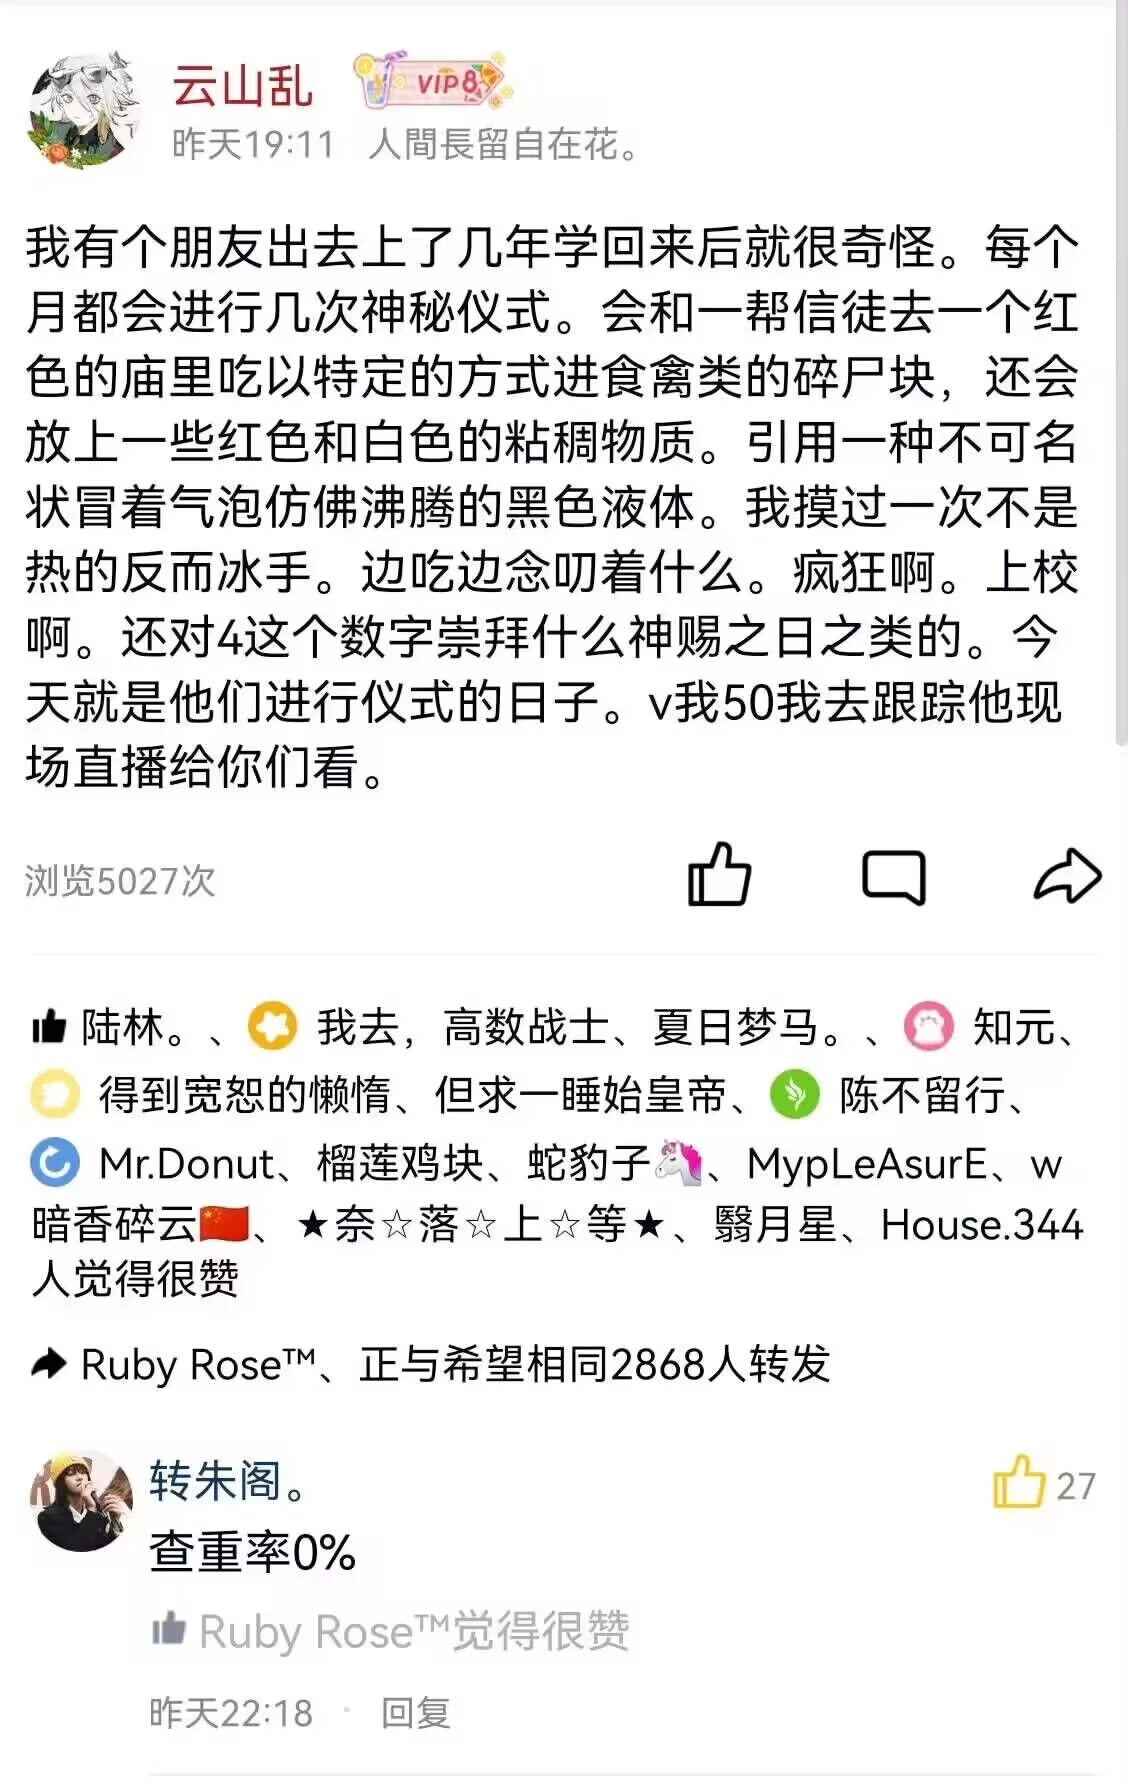 云山乱
VIP8
昨天19:11 人間長留自在花。
我有个朋友出去上了几年学回来后就很奇怪。每个
月都会进行几次神秘仪式。会和一帮信徒去一个红
色的庙里吃以特定的方式进食禽类的碎尸块，还会
放上一些红色和白色的粘稠物质。引用一种不可名
状冒着气泡仿佛沸腾的黑色液体。我摸过一次不是
热的反而冰手。边吃边念叨着什么。疯狂啊。上校
啊。还对4这个数字崇拜什么神赐之日之类的。今
天就是他们进行仪式的日子。v我50我去跟踪他现
场直播给你们看。
浏览5027次
陆林。、我去，高数战士、夏日梦马。、知元、
得到宽恕的懒惰、但求一睡始皇帝、陈不留行、
Mr.Donut、榴莲鸡块、蛇豹子🦄、MypLeAsurE、w
暗香碎云🇨🇳、★奈☆落☆上☆等★、翳月星、House.344
人觉得很赞
Ruby Rose™、正与希望相同2868人转发
转朱阁。
27
查重率0%
Ruby Rose™觉得很赞
昨天22:18 · 回复